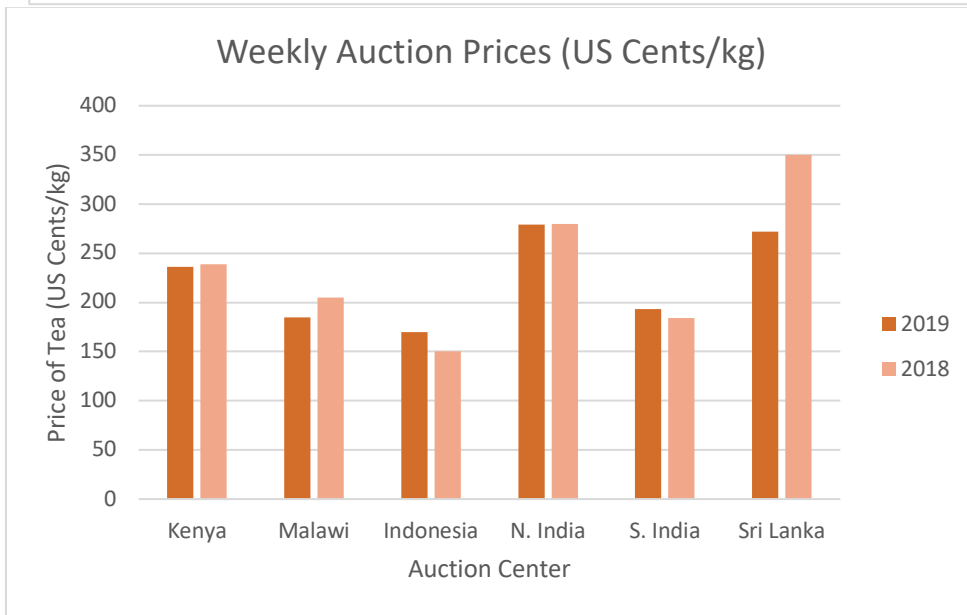 Weekly Auction Prices (US Cents/kg)
400
350
300
250
200
150
100
50
0
Price of Tea (US Cents/kg)
Kenya Malawi Indonesia N. India S. India Sri Lanka
Auction Center
2019
2018